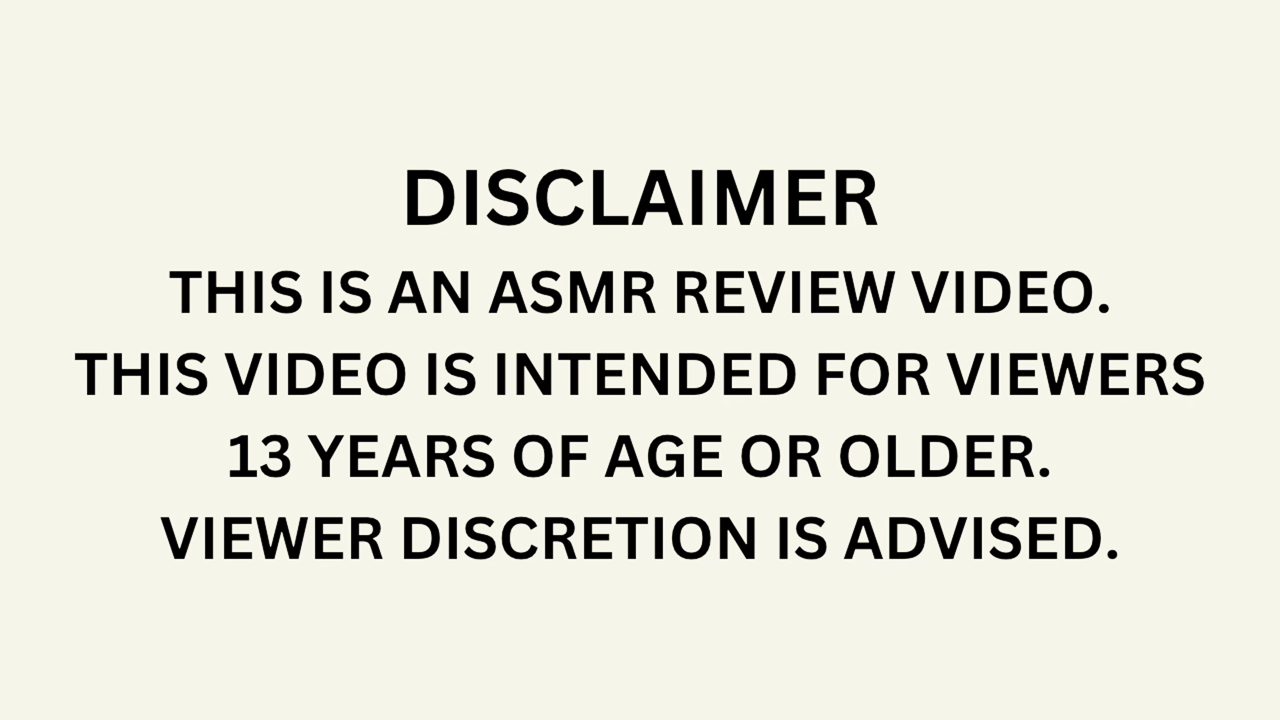 DISCLAIMER
THIS IS AN ASMR REVIEW VIDEO.
THIS VIDEO IS INTENDED FOR VIEWERS
13 YEARS OF AGE OR OLDER.
VIEWER DISCRETION IS ADVISED.